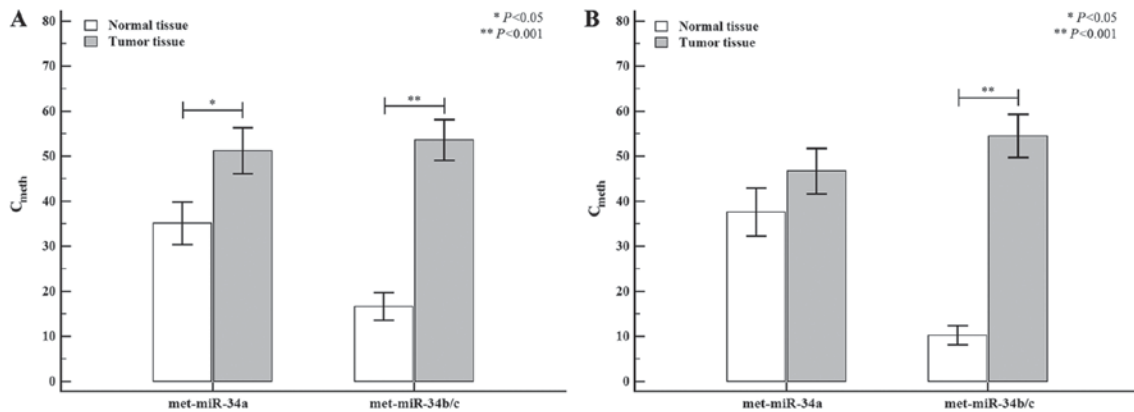 A
80
70
60
50
40
30
20
10
0
C_meth
Normal tissue
Tumor tissue
* P<0.05
** P<0.001
*
**
met-miR-34a
met-miR-34b/c
B
80
70
60
50
40
30
20
10
0
C_meth
Normal tissue
Tumor tissue
* P<0.05
** P<0.001
**
met-miR-34a
met-miR-34b/c